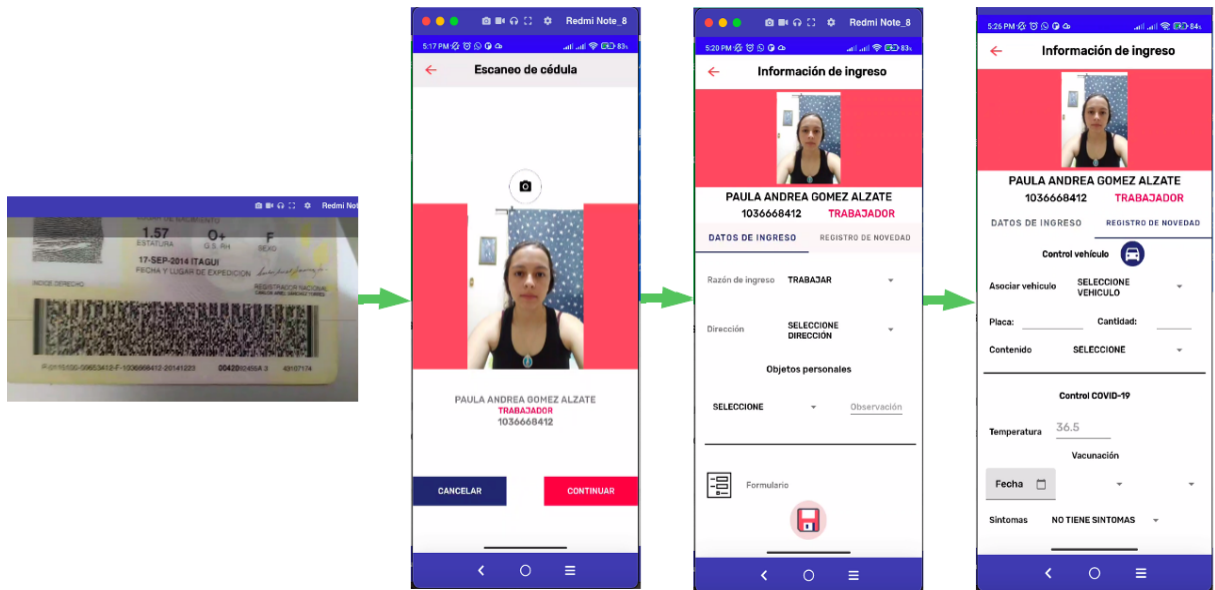 Redmi Not
1.57
ESTATURA
O+
G.S. RH
F
SEXO
17-SEP-2014 ITAGUI
FECHA Y LUGAR DE EXPEDICION
INDICE DERECHO
REGISTRADOR NACIONAL
43107174
Redmi Note_8
5:17 PM
83%
Escaneo de cédula
PAULA ANDREA GOMEZ ALZATE
TRABAJADOR
1036668412
CANCELAR
CONTINUAR
Redmi Note_8
5:20 PM
83%
Información de ingreso
PAULA ANDREA GOMEZ ALZATE
1036668412 TRABAJADOR
DATOS DE INGRESO REGISTRO DE NOVEDAD
Razón de ingreso TRABAJAR
Dirección SELECCIONE
DIRECCIÓN
Objetos personales
SELECCIONE Observación
Formulario
5:26 PM
84%
Información de ingreso
PAULA ANDREA GOMEZ ALZATE
1036668412 TRABAJADOR
DATOS DE INGRESO REGISTRO DE NOVEDAD
Control vehículo
Asociar vehiculo SELECCIONE
VEHICULO
Placa: Cantidad:
Contenido SELECCIONE
Control COVID-19
Temperatura 36.5
Vacunación
Fecha
Sintomas NO TIENE SINTOMAS